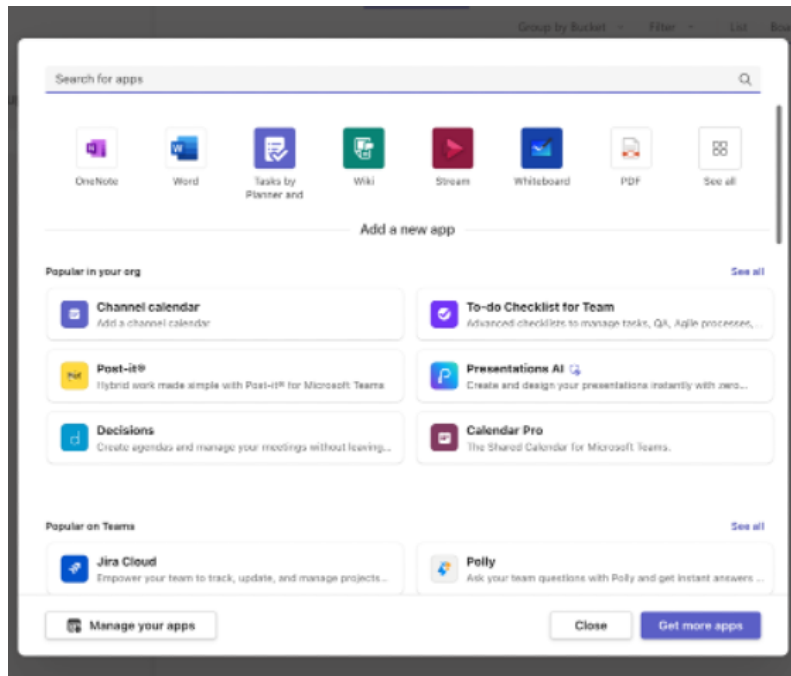 Group by Bucket Filter List
Search for apps
OneNote Word Tasks by Planner and Wiki Stream Whiteboard PDF See all
Add a new app
Popular in your org See all
Channel calendar
Add a channel calendar
To-do Checklist for Team
Advanced checklists to manage tasks, QA, Agile processes, ...
Post-it®
Hybrid work made simple with Post-it® for Microsoft Teams
Presentations AI
Create and design your presentations instantly with zero...
Decisions
Create agendas and manage your meetings without leaving...
Calendar Pro
The Shared Calendar for Microsoft Teams.
Popular on Teams See all
Jira Cloud
Empower your team to track, update, and manage projects...
Polly
Ask your team questions with Polly and get instant answers ...
Manage your apps Close Get more apps